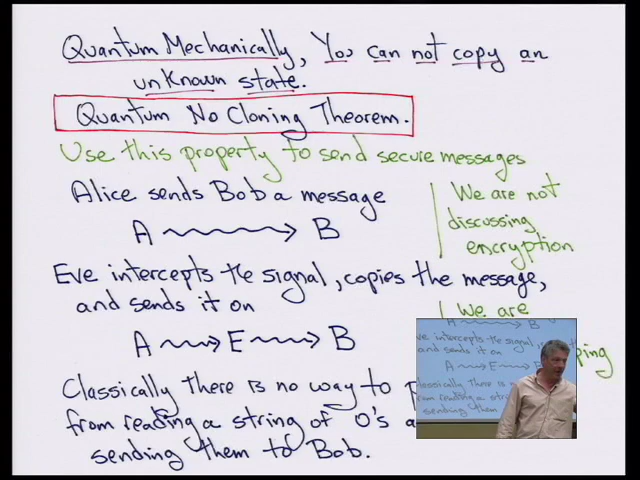 Quantum Mechanically, You can not copy an
unknown state.
Quantum No Cloning Theorem.
Use this property to send secure messages
Alice sends Bob a message
We are not
discussing
encryption
A B
Eve intercepts the signal, copies the message,
and sends it on
We are
A E B
Classically there is no way to
from reading a string of 0's
sending them to Bob.